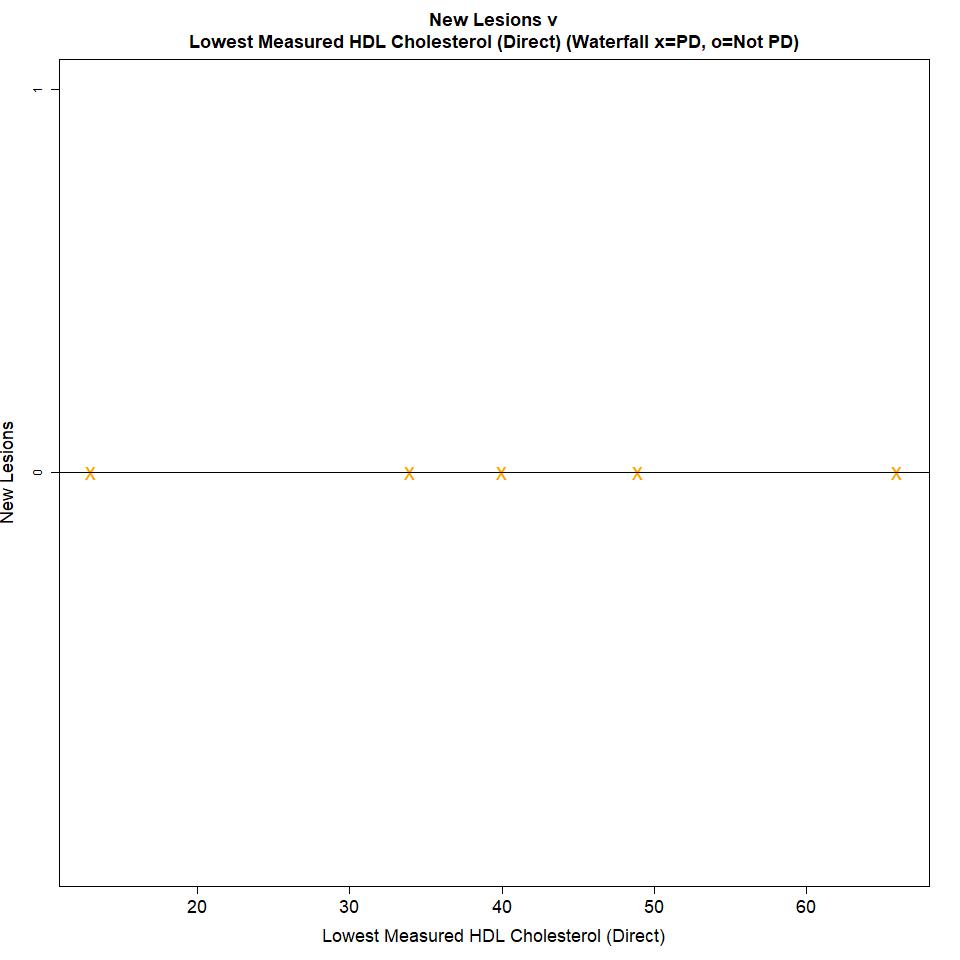 New Lesions v
Lowest Measured HDL Cholesterol (Direct) (Waterfall x=PD, o=Not PD)
1
0
New Lesions
x x x x x
20 30 40 50 60
Lowest Measured HDL Cholesterol (Direct)